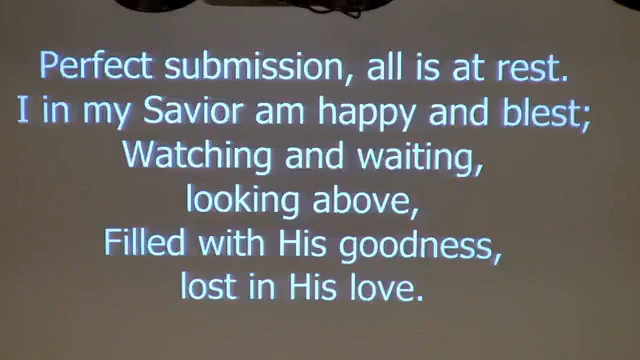 Perfect submission, all is at rest.
I in my Savior am happy and blest;
Watching and waiting,
looking above,
Filled with His goodness,
lost in His love.